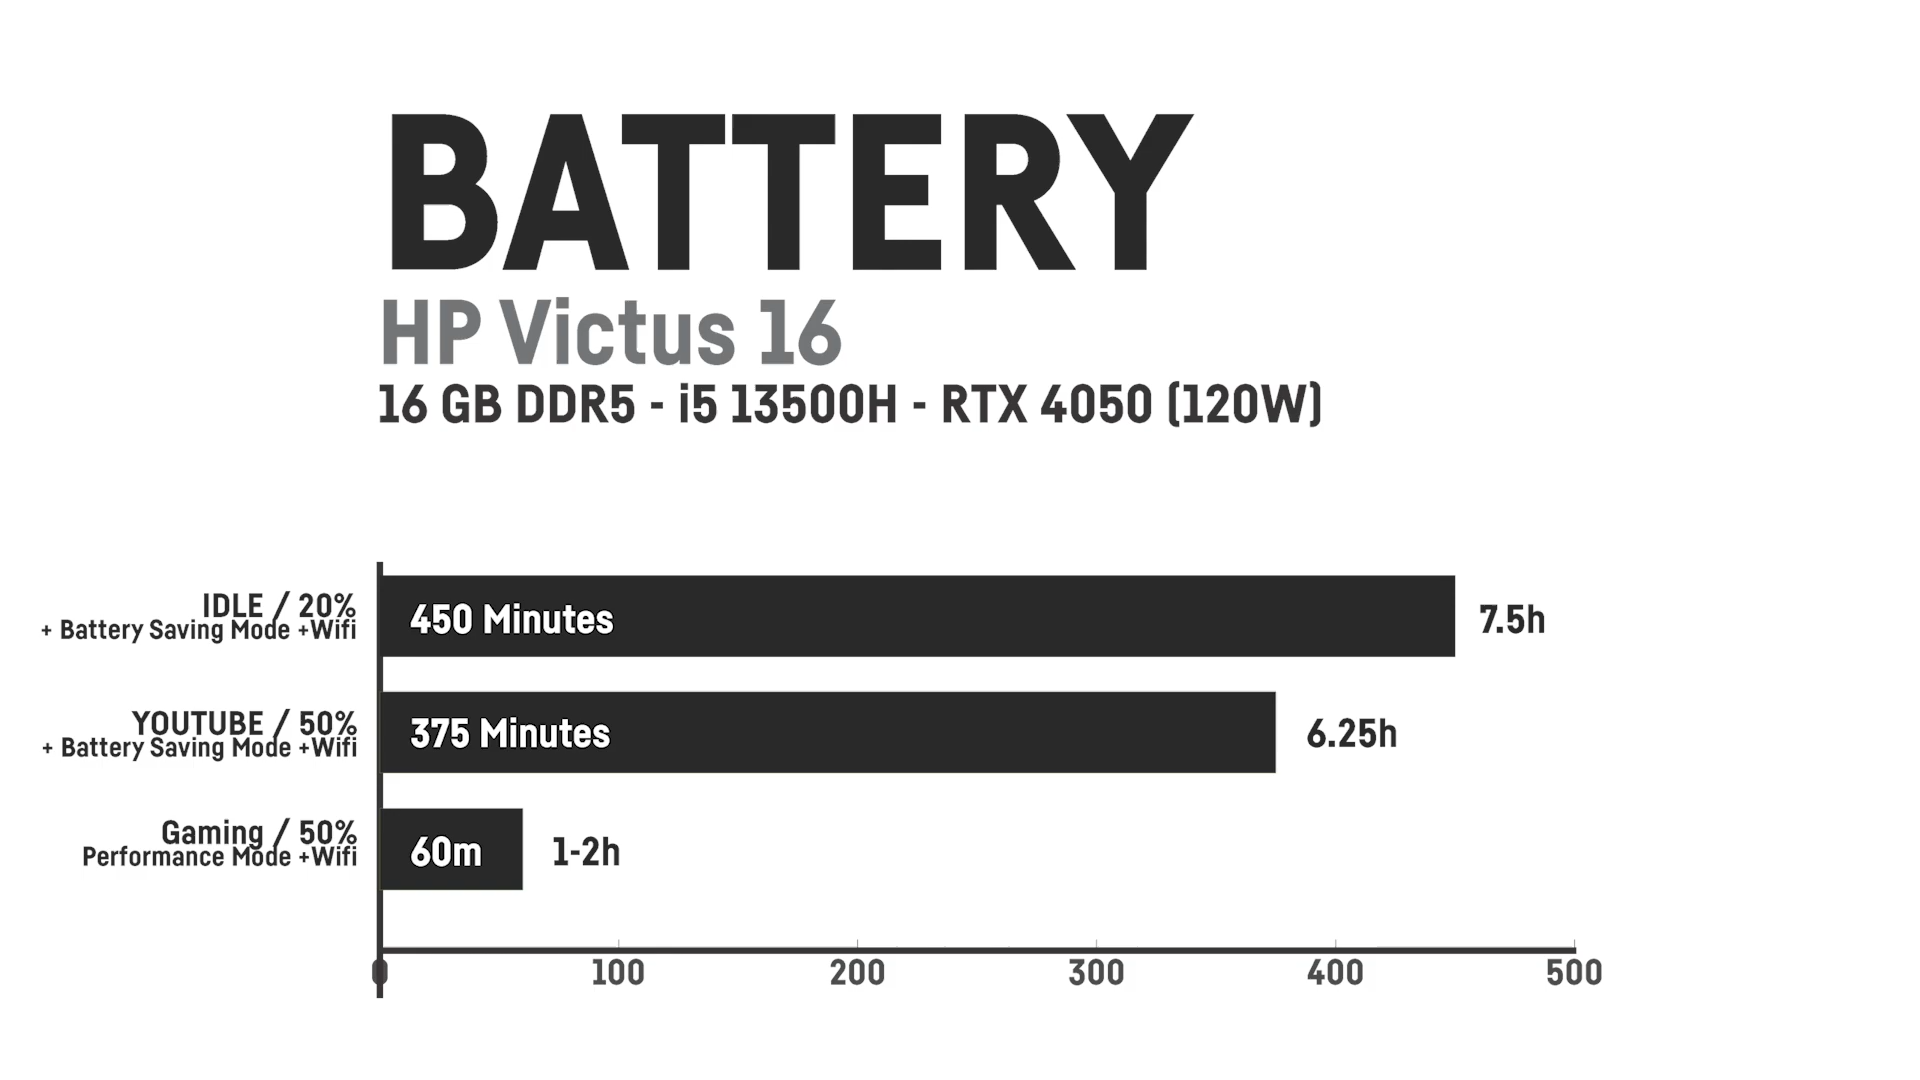 BATTERY
HP Victus 16
16 GB DDR5 - i5 13500H - RTX 4050 (120W)
IDLE / 20%
+ Battery Saving Mode +Wifi
450 Minutes
7.5h
YOUTUBE / 50%
+ Battery Saving Mode +Wifi
375 Minutes
6.25h
Gaming / 50%
Performance Mode +Wifi
60m
1-2h
0 100 200 300 400 500